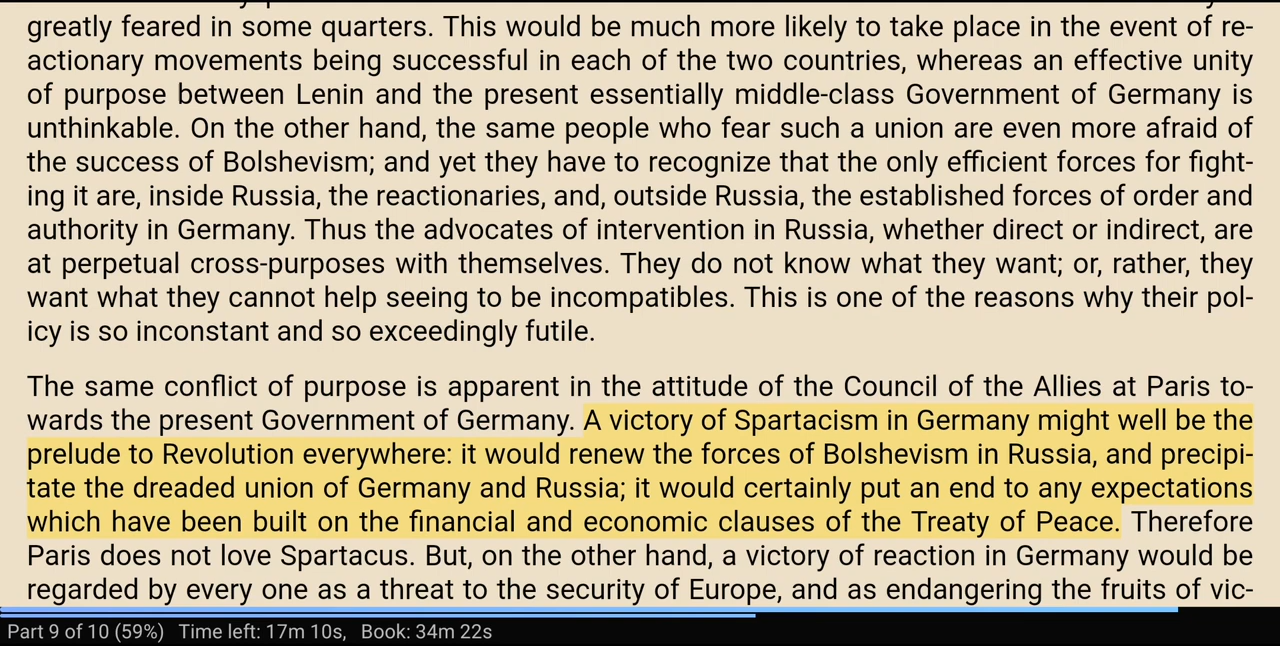 greatly feared in some quarters. This would be much more likely to take place in the event of re-
actionary movements being successful in each of the two countries, whereas an effective unity
of purpose between Lenin and the present essentially middle-class Government of Germany is
unthinkable. On the other hand, the same people who fear such a union are even more afraid of
the success of Bolshevism; and yet they have to recognize that the only efficient forces for fight-
ing it are, inside Russia, the reactionaries, and, outside Russia, the established forces of order and
authority in Germany. Thus the advocates of intervention in Russia, whether direct or indirect, are
at perpetual cross-purposes with themselves. They do not know what they want; or, rather, they
want what they cannot help seeing to be incompatibles. This is one of the reasons why their pol-
icy is so inconstant and so exceedingly futile.
The same conflict of purpose is apparent in the attitude of the Council of the Allies at Paris to-
wards the present Government of Germany. A victory of Spartacism in Germany might well be the
prelude to Revolution everywhere: it would renew the forces of Bolshevism in Russia, and precipi-
tate the dreaded union of Germany and Russia; it would certainly put an end to any expectations
which have been built on the financial and economic clauses of the Treaty of Peace. Therefore
Paris does not love Spartacus. But, on the other hand, a victory of reaction in Germany would be
regarded by every one as a threat to the security of Europe, and as endangering the fruits of vic-
Part 9 of 10 (59%) Time left: 17m 10s, Book: 34m 22s